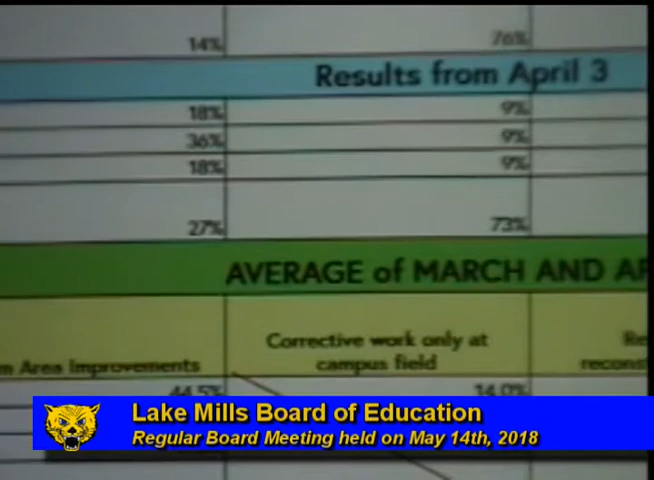 14% 76%
Results from April 3
18% 9%
36% 9%
18% 9%
27% 73%
AVERAGE of MARCH AND
Corrective work only at
Area Improvements campus field
44.5% 14.0%
Lake Mills Board of Education
Regular Board Meeting held on May 14th, 2018